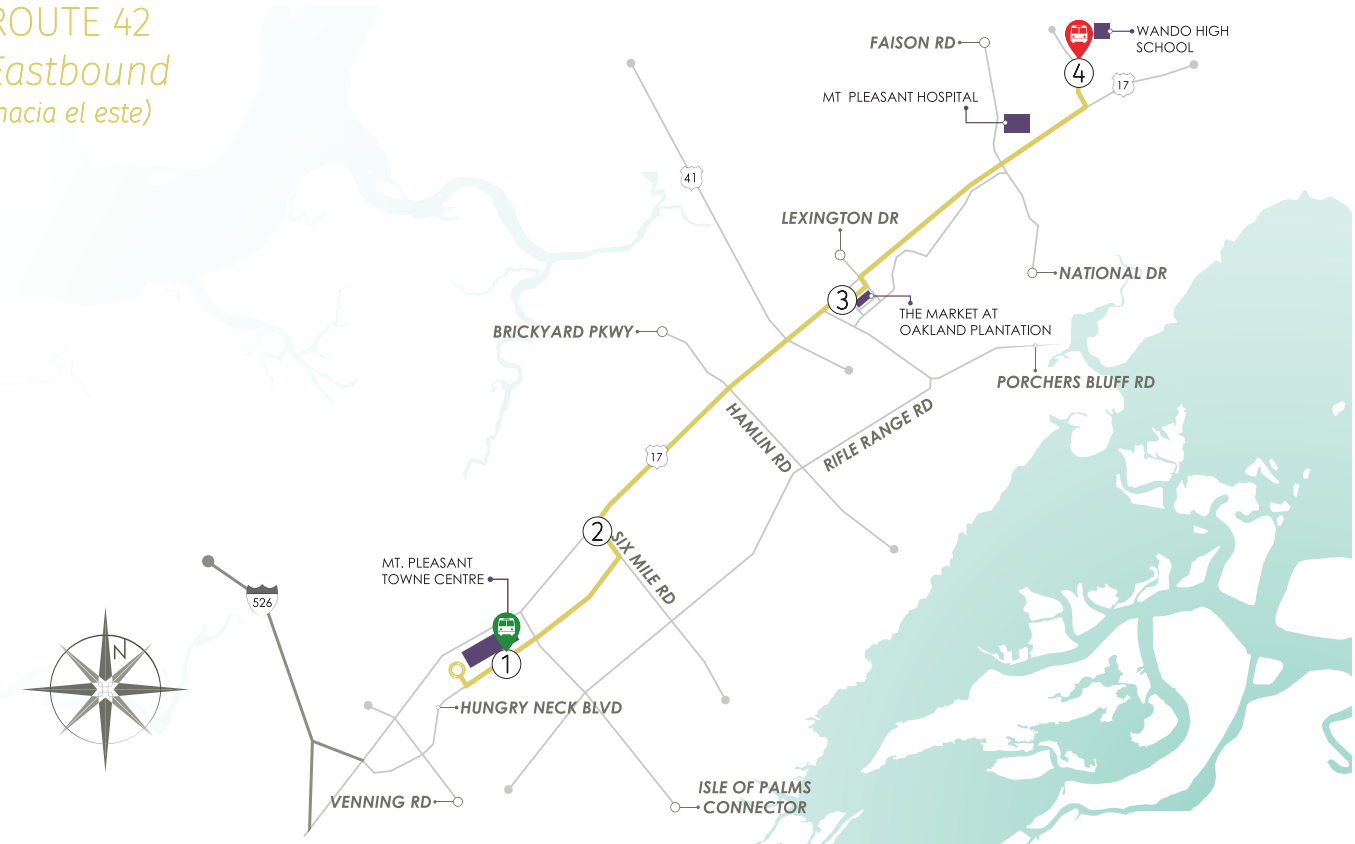 ROUTE 42
Eastbound
hacia el este)
WANDO HIGH
SCHOOL
FAISON RD
4
17
MT PLEASANT HOSPITAL
41
LEXINGTON DR
NATIONAL DR
3
THE MARKET AT
OAKLAND PLANTATION
BRICKYARD PKWY
PORCHERS BLUFF RD
HAMLIN RD
RIFLE RANGE RD
17
2
SIX MILE RD
MT. PLEASANT
TOWNE CENTRE
526
N
1
HUNGRY NECK BLVD
ISLE OF PALMS
CONNECTOR
VENNING RD